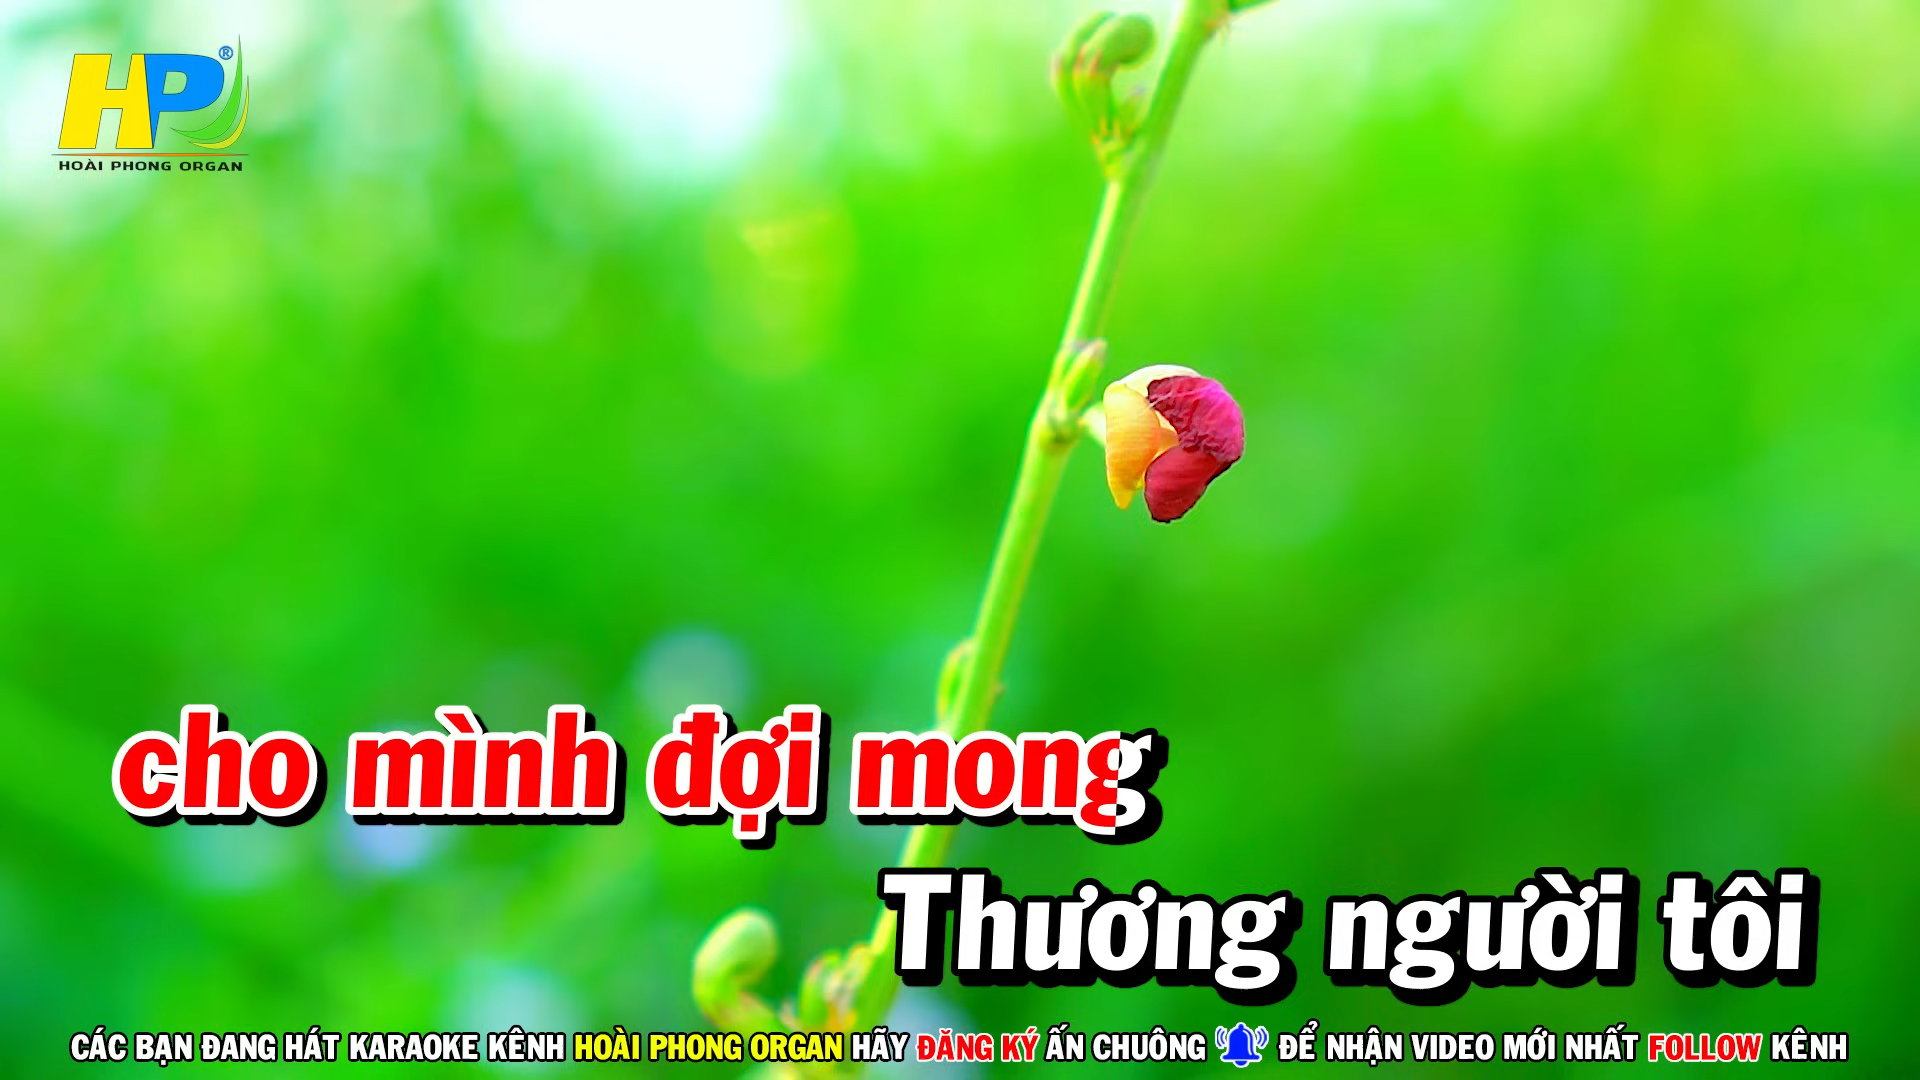 HP®
HOÀI PHONG ORGAN
cho mình đợi mong
Thương người tôi
CÁC BẠN ĐANG HÁT KARAOKE KÊNH HOÀI PHONG ORGAN HÃY ĐĂNG KÝ ẤN CHUÔNG ĐỂ NHẬN VIDEO MỚI NHẤT FOLLOW KÊNH